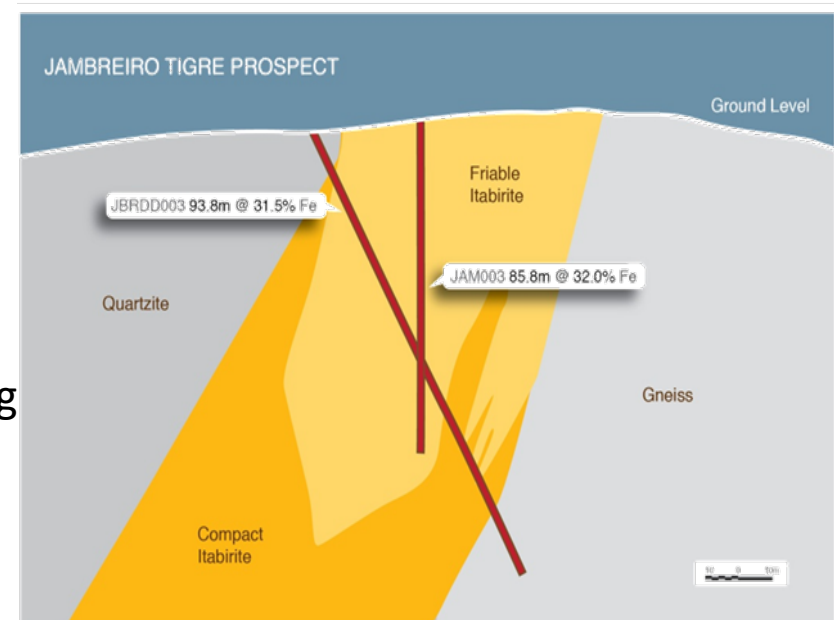 JAMBREIRO TIGRE PROSPECT
Ground Level
Friable
Itabirite
JBRDD003 93.8m @ 31.5% Fe
JAM003 85.8m @ 32.0% Fe
Quartzite
g
Gneiss
Compact
Itabirite